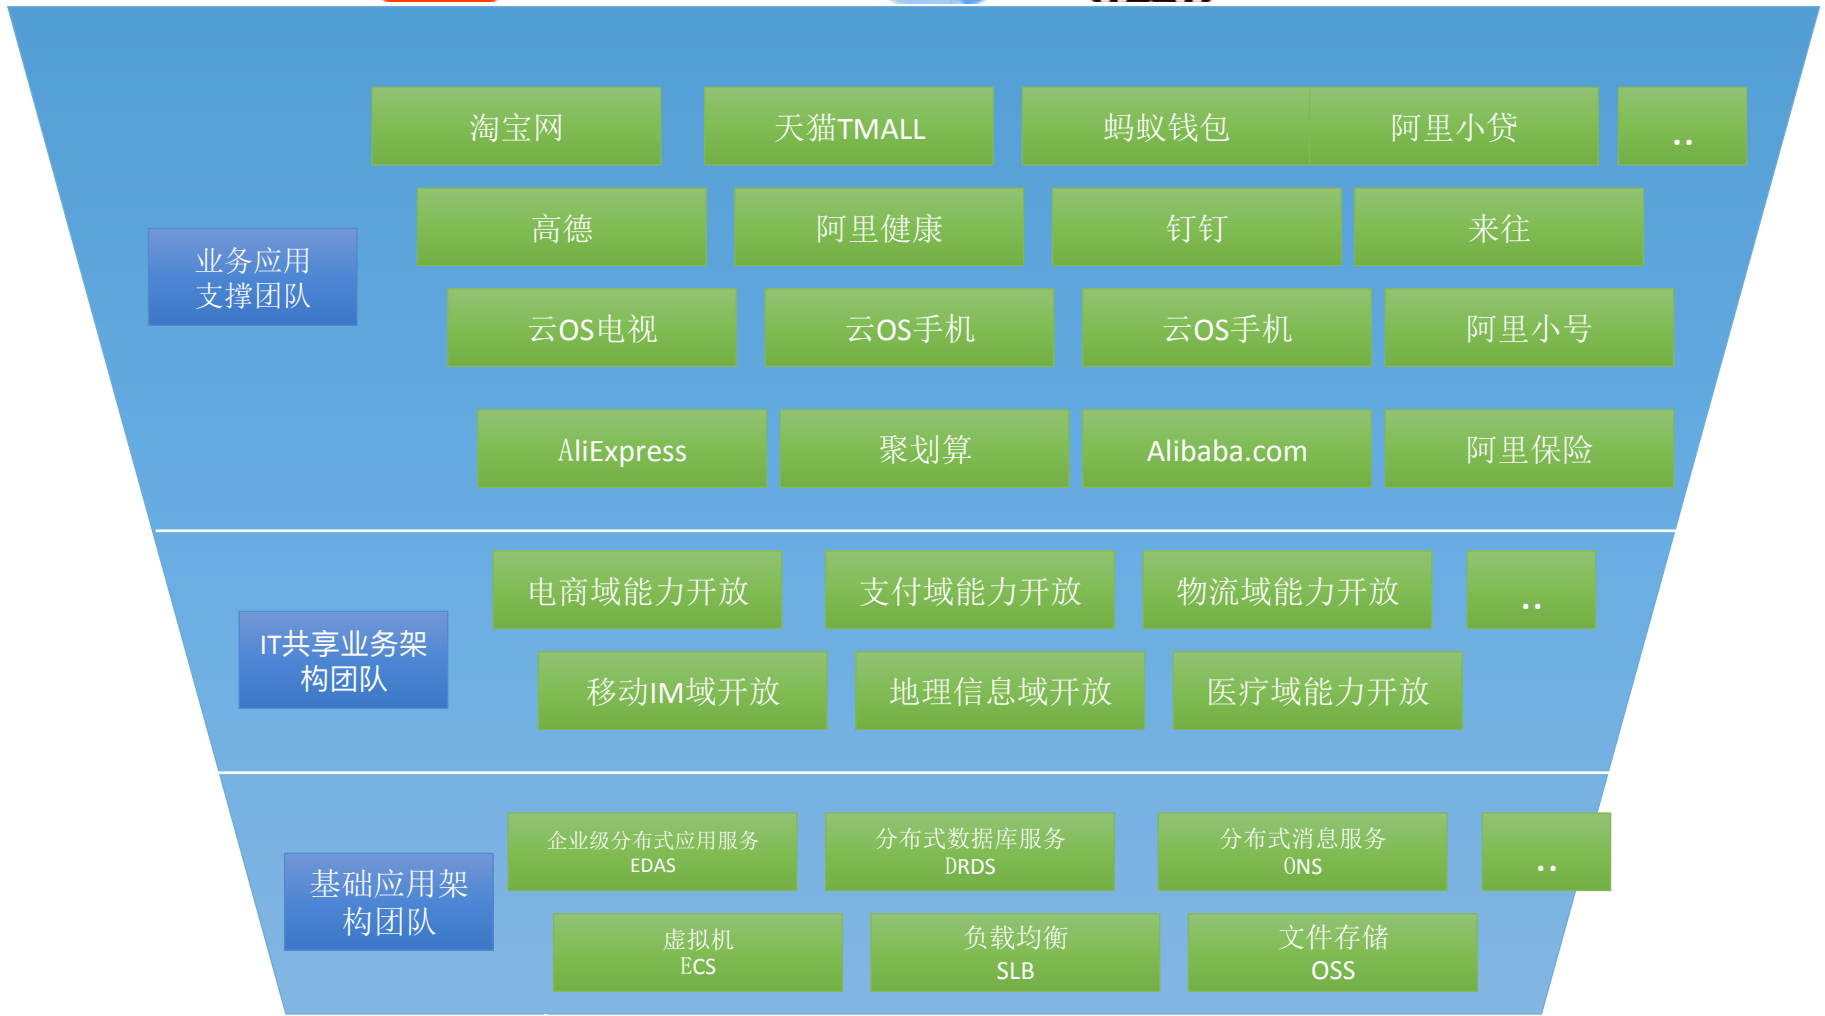 淘宝网
天猫TMALL
蚂蚁钱包
阿里小贷
..
高德
阿里健康
钉钉
来往
业务应用
支撑团队
云OS电视
云OS手机
云OS手机
阿里小号
AliExpress
聚划算
Alibaba.com
阿里保险
电商域能力开放
支付域能力开放
物流域能力开放
..
IT共享业务架
构团队
移动IM域开放
地理信息域开放
医疗域能力开放
企业级分布式应用服务
EDAS
分布式数据库服务
DRDS
分布式消息服务
ONS
..
基础应用架
构团队
虚拟机
ECS
负载均衡
SLB
文件存储
OSS